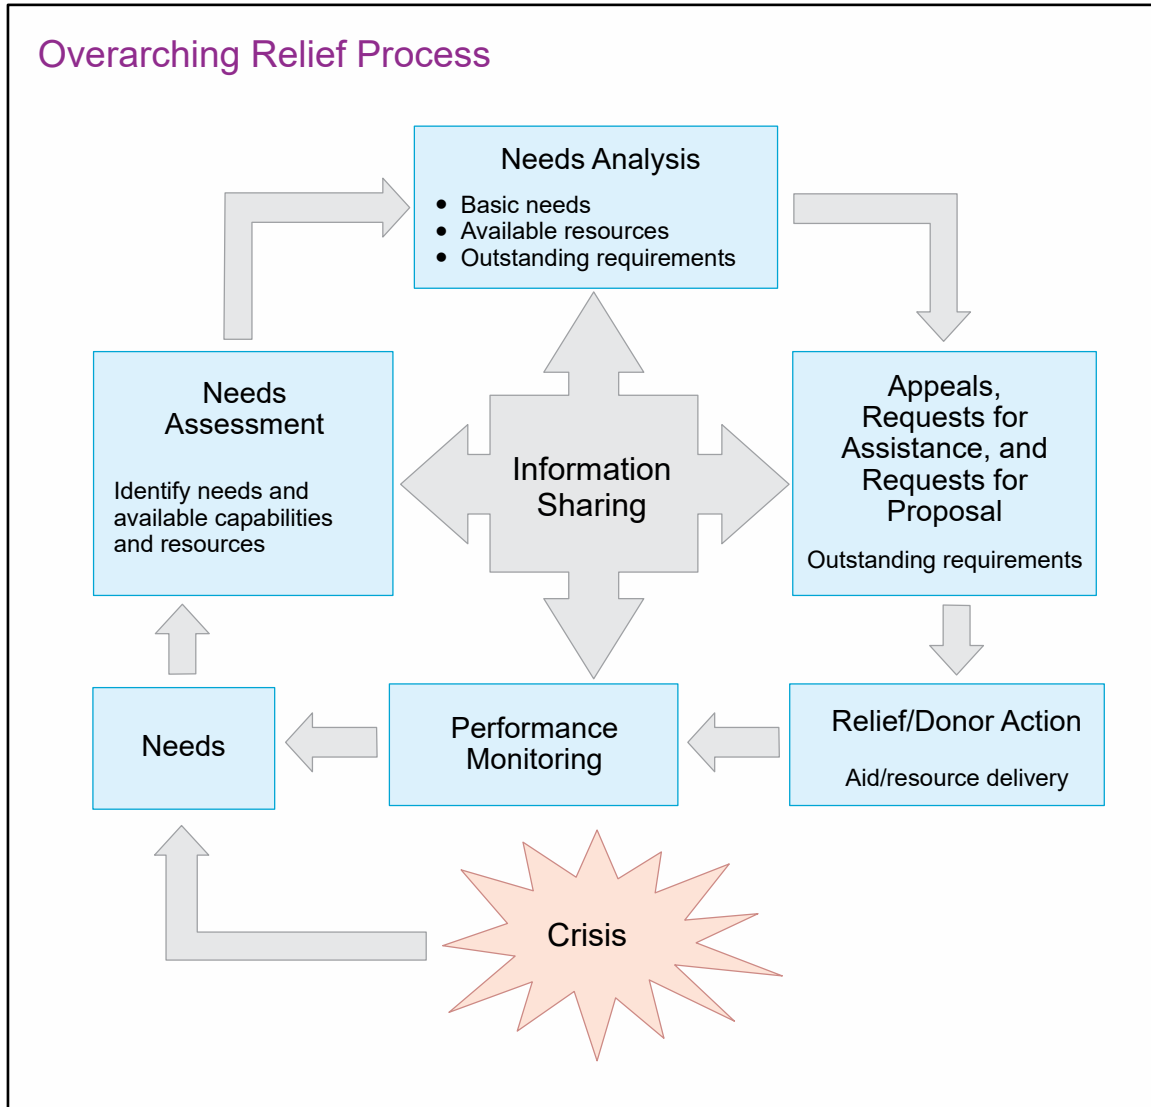 Overarching Relief Process
Needs Analysis
• Basic needs
• Available resources
• Outstanding requirements
Needs
Assessment
Identify needs and
available capabilities
and resources
Information
Sharing
Appeals,
Requests for
Assistance, and
Requests for
Proposal
Outstanding requirements
Needs
Performance
Monitoring
Relief/Donor Action
Aid/resource delivery
Crisis